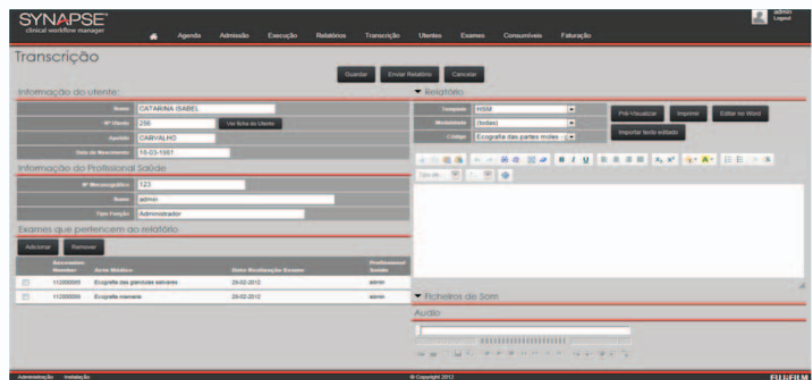 SYNAPSE
clinical workflow manager
Agenda Admissão Execução Relatórios Transcrição Utentes Exames Consumíveis Faturação
admin
Logout
Transcrição
Guardar Enviar Relatório Cancelar
Informação do utente:
Nome CATARINA ISABEL
Nº Utente 256 Ver ficha do Utente
Apelido CARVALHO
Data de Nascimento 16-03-1981
Informação do Profissional Saúde
Nº Mecanográfico 123
Nome admin
Tipo Função Administrador
Exames que pertencem ao relatório
Adicionar Remover
Accession Number Acto Médico Data Realização Exame Profissional Saúde
Ecografia das glandulas salivares 29-02-2012 admin
Ecografia mamaria 29-02-2012 admin
Relatório
Template HSM
Modalidade (todas)
Código Ecografia das partes moles
Pré-Visualizar Imprimir Editar no Word
Importar texto editado
Ficheiros de Som
Audio
Administração Instalação
© Copyright 2012
FUJIFILM